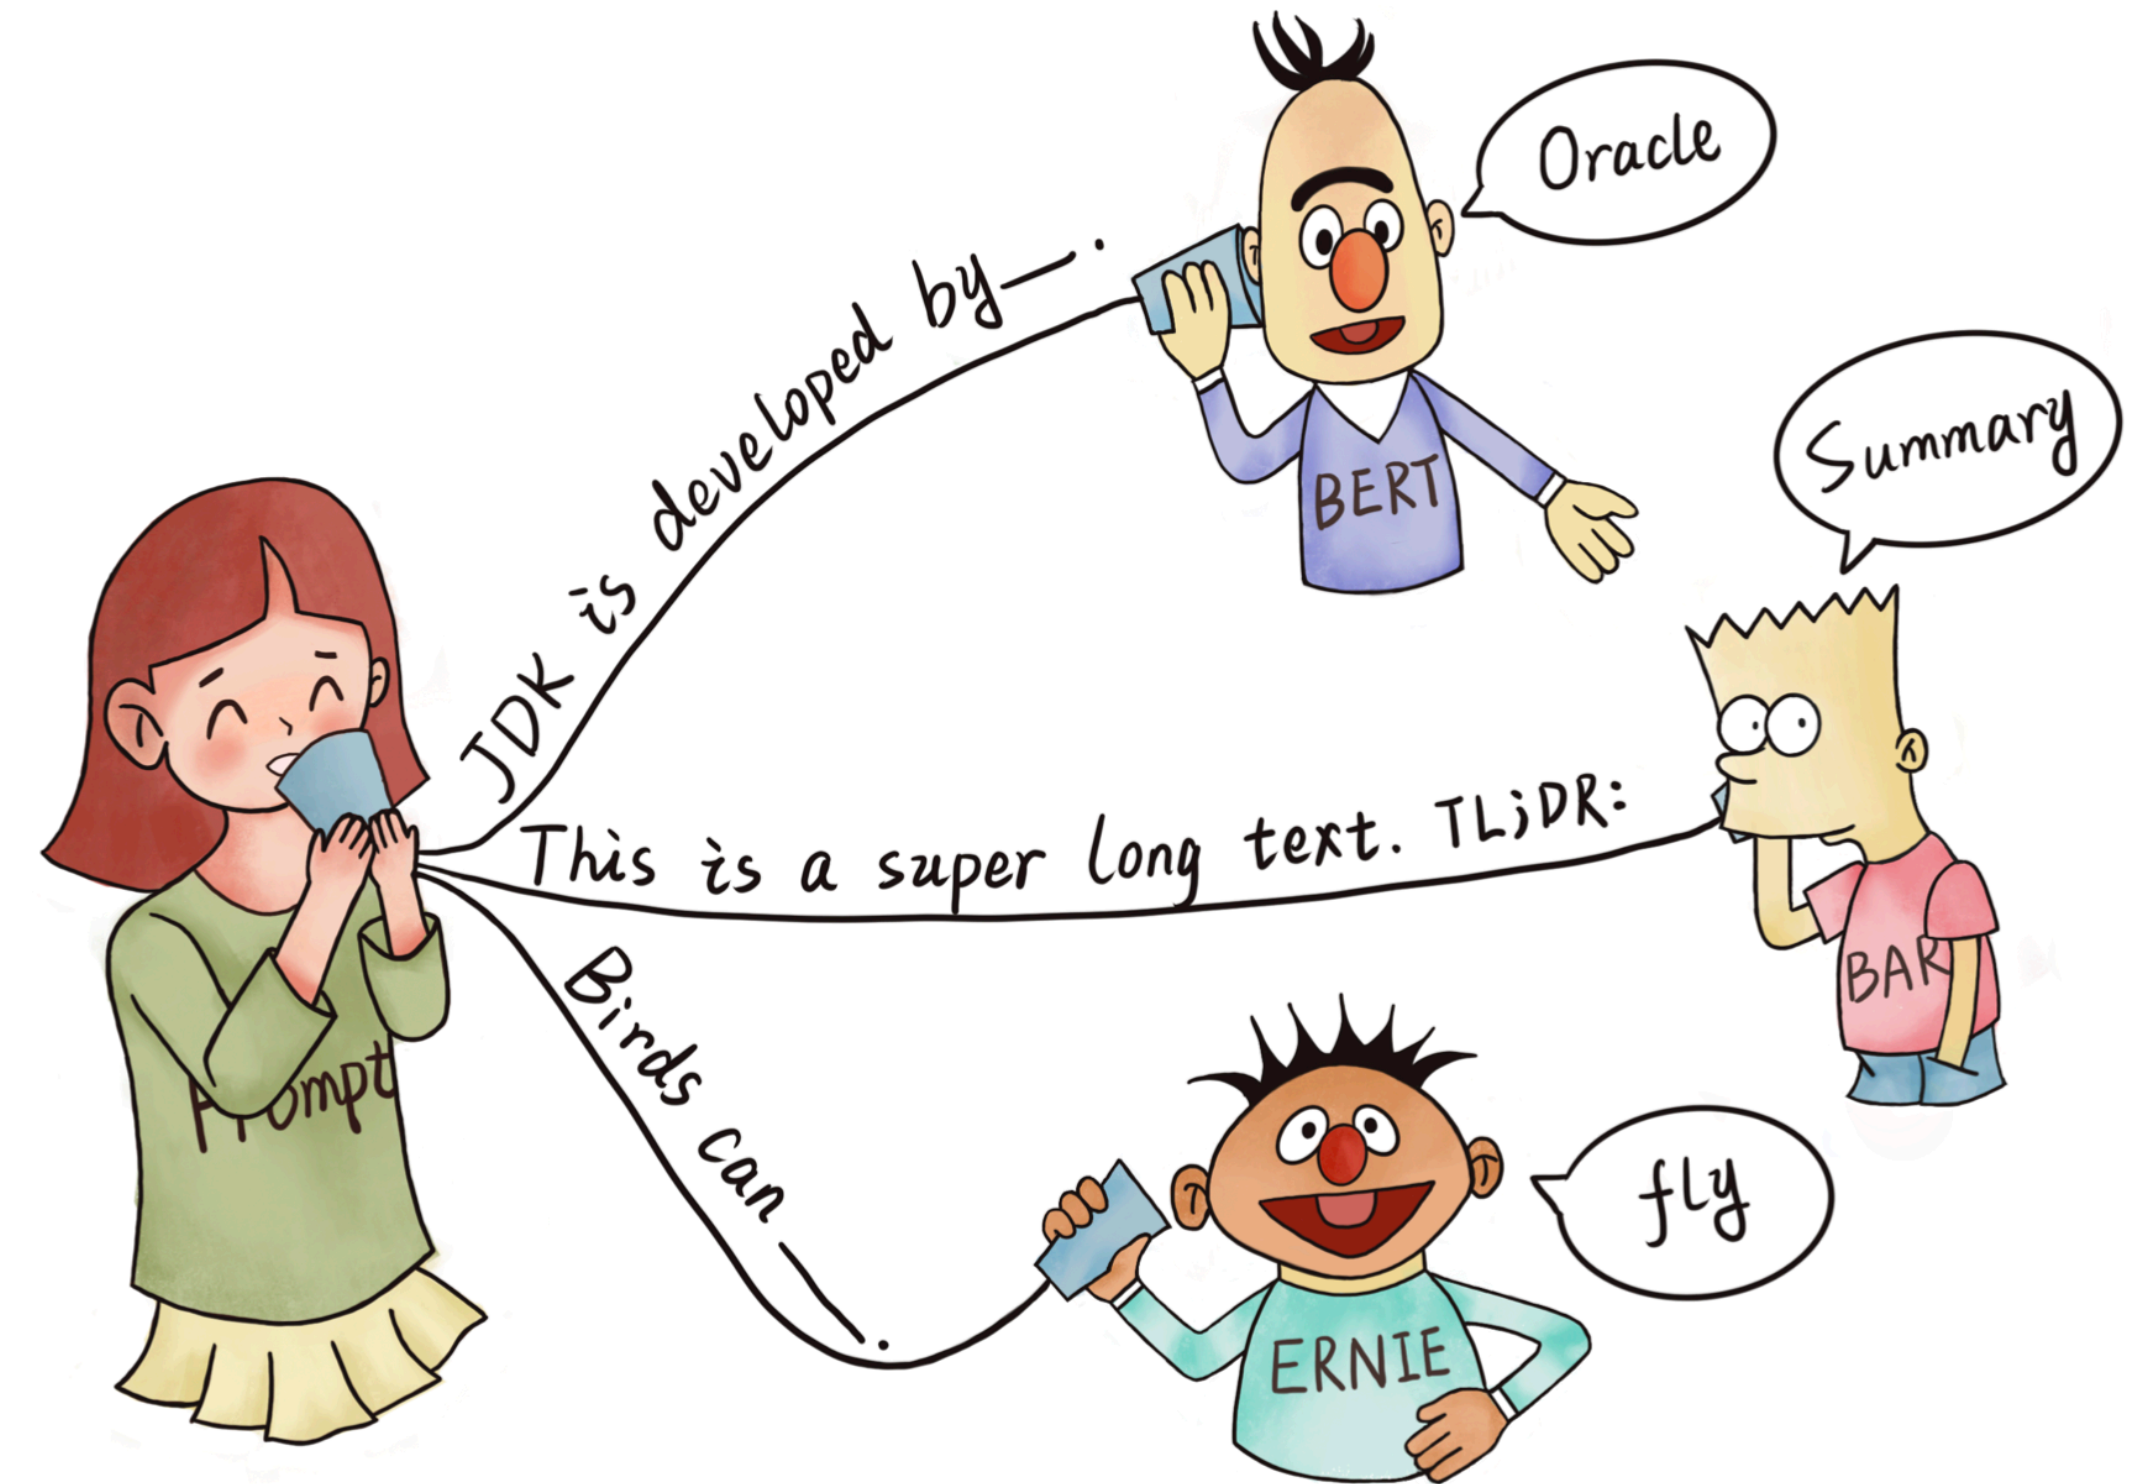 JDK is developed by —.
Oracle
BERT
Summary
This is a super long text. TL;DR:
BAR
Prompt
Birds can —.
fly
ERNIE